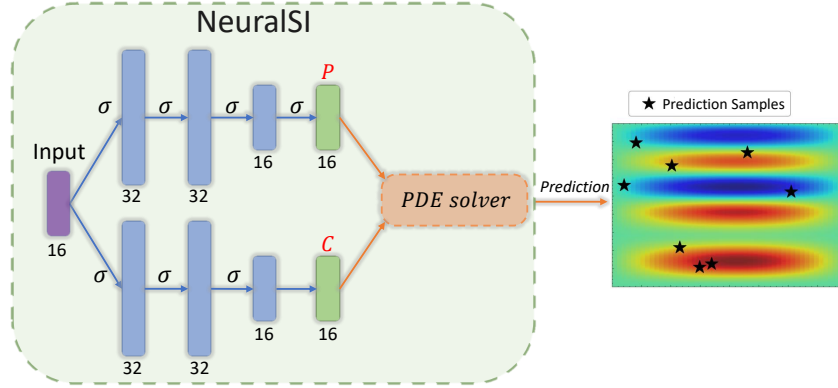 NeuralSI
P
σ σ σ σ
Input
32 32 16 16
16
PDE solver
Prediction
★ Prediction Samples
C
σ σ σ
16 16
32 32